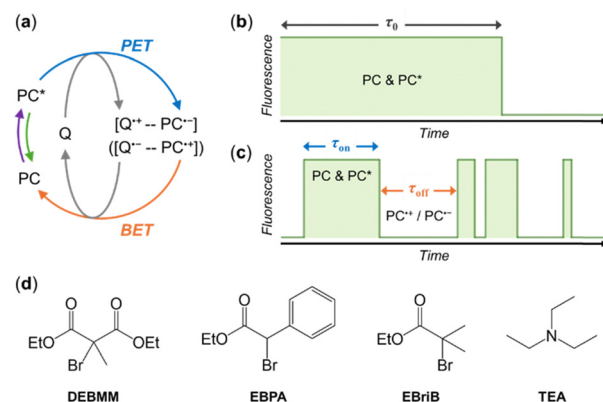 (a)
PET
PC*
Q
[Q•+ -- PC•−]
([Q•− -- PC•+])
PC
BET
(b)
τ0
Fluorescence
PC & PC*
Time
(c)
τon
Fluorescence
PC & PC*
τoff
PC•+ / PC•−
Time
(d)
O O
EtO OEt
Br
DEBMM
O
EtO
Br
EBPA
O
EtO
Br
EBriB
N
TEA